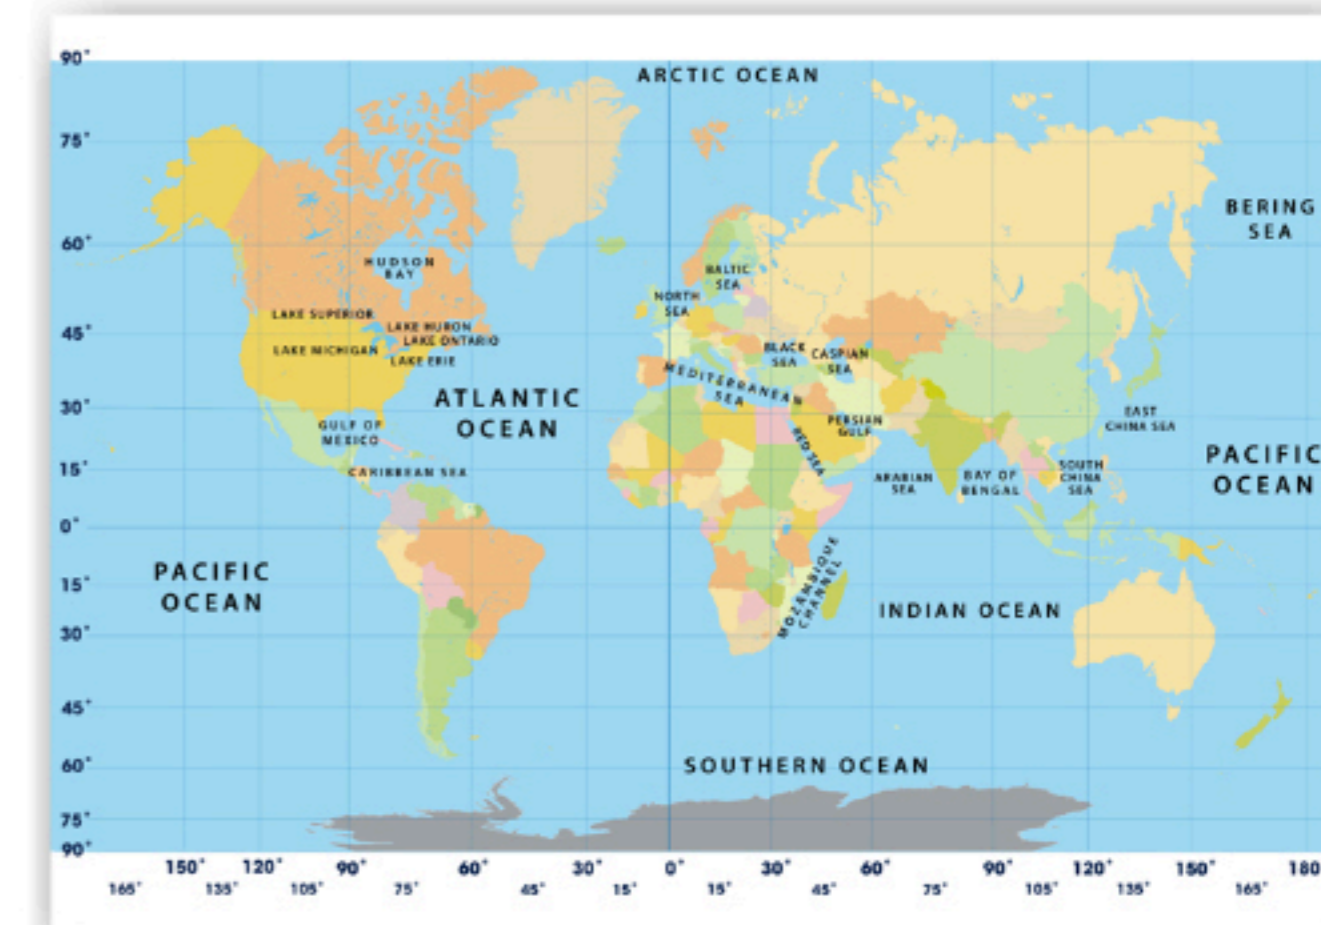 90°
ARCTIC OCEAN
75°
BERING
SEA
60°
HUDSON
BAY
BALTIC
SEA
NORTH
SEA
LAKE SUPERIOR
LAKE HURON
45°
LAKE ONTARIO
LAKE MICHIGAN
LAKE ERIE
BLACK
SEA
CASPIAN
SEA
MEDITERRANEAN
SEA
ATLANTIC
OCEAN
30°
GULF OF
MEXICO
PERSIAN
GULF
EAST
CHINA SEA
RED SEA
PACIFIC
OCEAN
15°
CARIBBEAN SEA
ARABIAN
SEA
BAY OF
BENGAL
SOUTH
CHINA
SEA
0°
PACIFIC
OCEAN
15°
MOZAMBIQUE
CHANNEL
INDIAN OCEAN
30°
45°
60°
SOUTHERN OCEAN
75°
90°
150° 120° 90° 60° 30° 0° 30° 60° 90° 120° 150° 180
165° 135° 105° 75° 45° 15° 15° 45° 75° 105° 135° 165°